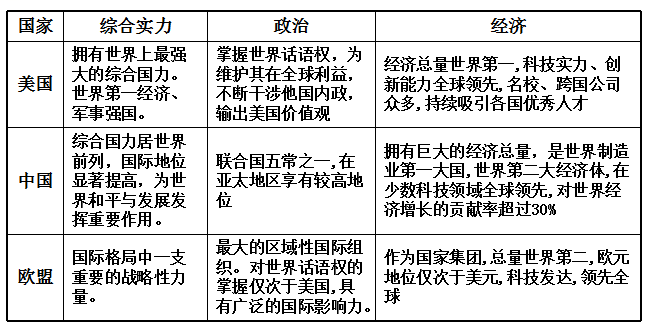 国家 综合实力 政治 经济
美国
拥有世界上最强
大的综合国力。
世界第一经济、
军事强国。
掌握世界话语权，为
维护其在全球利益，
不断干涉他国内政，
输出美国价值观
经济总量世界第一，科技实力、创
新能力全球领先，名校、跨国公司
众多，持续吸引各国优秀人才
中国
综合国力居世界
前列，国际地位
显著提高，为世
界和平与发展发
挥重要作用。
联合国五常之一，在
亚太地区享有较高地
位
拥有巨大的经济总量，是世界制造
业第一大国，世界第二大经济体，在
少数科技领域全球领先，对世界经
济增长的贡献率超过30%
欧盟
国际格局中一支
重要的战略性力
量。
最大的区域性国际组
织。对世界话语权的
掌握仅次于美国，具
有广泛的国际影响力。
作为国家集团，总量世界第二，欧元
地位仅次于美元，科技发达，领先全
球